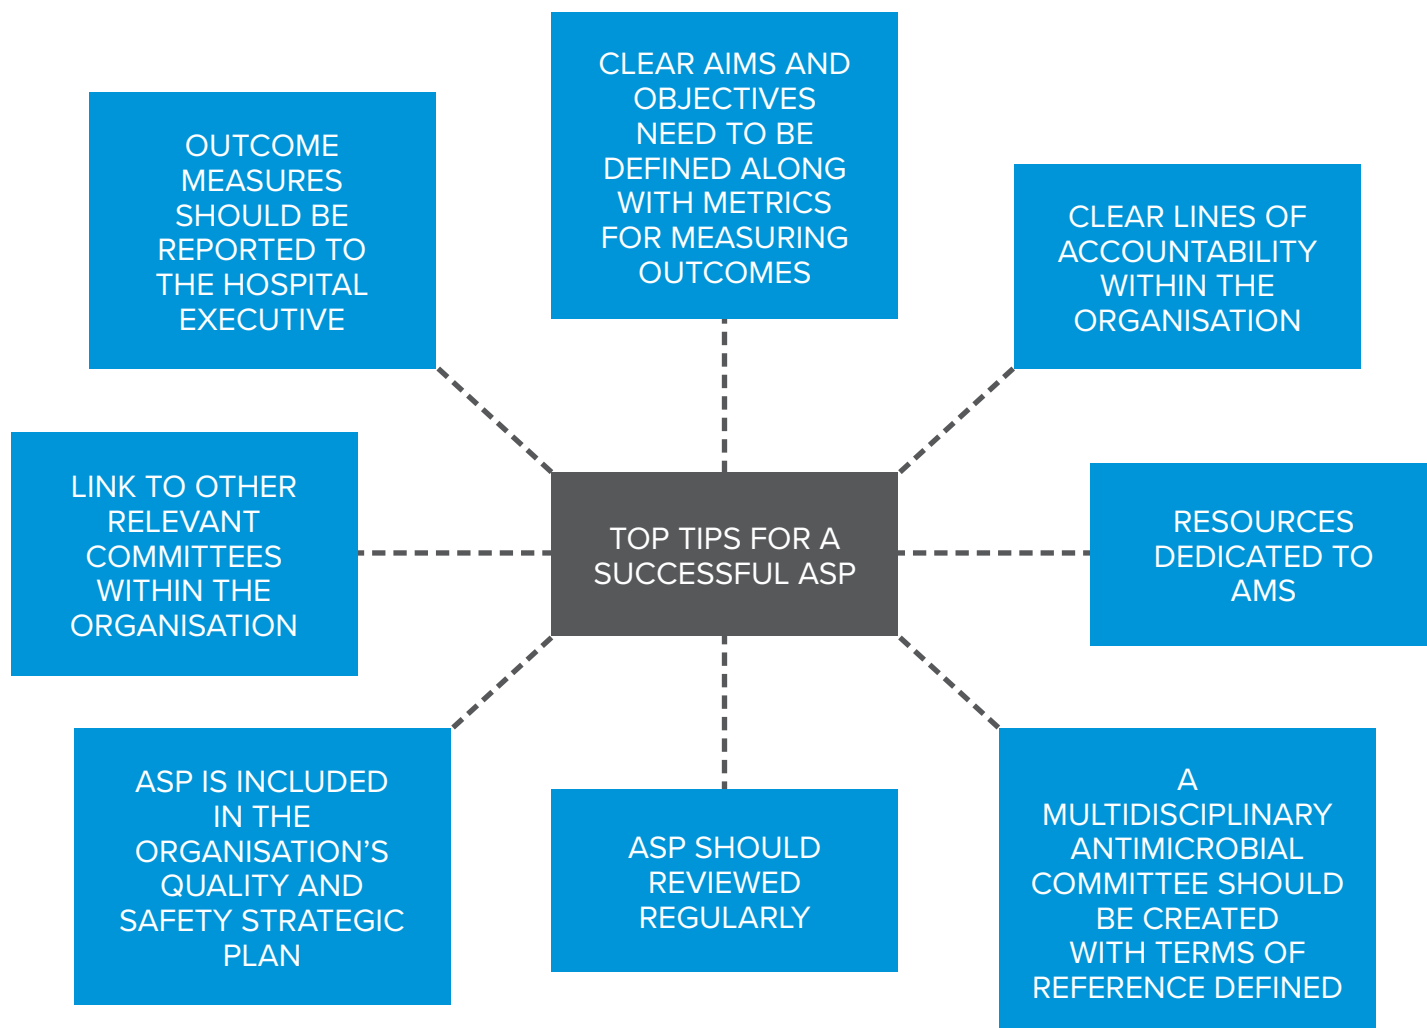 CLEAR AIMS AND
OBJECTIVES
NEED TO BE
DEFINED ALONG
WITH METRICS
FOR MEASURING
OUTCOMES
OUTCOME
MEASURES
SHOULD BE
REPORTED TO
THE HOSPITAL
EXECUTIVE
CLEAR LINES OF
ACCOUNTABILITY
WITHIN THE
ORGANISATION
LINK TO OTHER
RELEVANT
COMMITTEES
WITHIN THE
ORGANISATION
TOP TIPS FOR A
SUCCESSFUL ASP
RESOURCES
DEDICATED TO
AMS
ASP IS INCLUDED
IN THE
ORGANISATION’S
QUALITY AND
SAFETY STRATEGIC
PLAN
ASP SHOULD
REVIEWED
REGULARLY
A
MULTIDISCIPLINARY
ANTIMICROBIAL
COMMITTEE SHOULD
BE CREATED
WITH TERMS OF
REFERENCE DEFINED